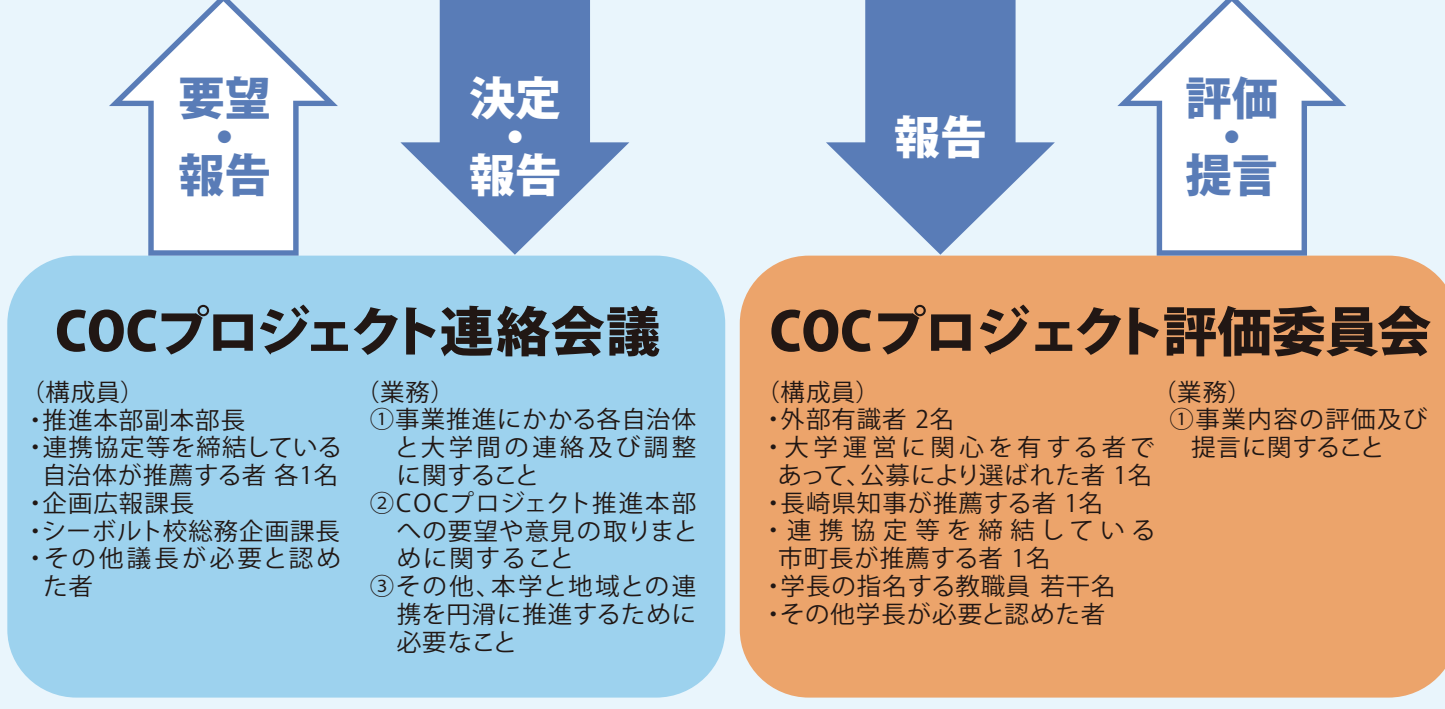 要望
・
報告
決定
・
報告
報告
評価
・
提言
COCプロジェクト連絡会議
（構成員）
・推進本部副本部長
・連携協定等を締結している
自治体が推薦する者 各1名
・企画広報課長
・シーボルト校総務企画課長
・その他議長が必要と認め
た者
（業務）
①事業推進にかかる各自治体
と大学間の連絡及び調整
に関すること
②COCプロジェクト推進本部
への要望や意見の取りまと
めに関すること
③その他、本学と地域との連
携を円滑に推進するために
必要なこと
COCプロジェクト評価委員会
（構成員）
・外部有識者 2名
・大学運営に関心を有する者で
あって、公募により選ばれた者 1名
・長崎県知事が推薦する者 1名
・連携協定等を締結している
市町長が推薦する者 1名
・学長の指名する教職員 若干名
・その他学長が必要と認めた者
（業務）
①事業内容の評価及び
提言に関すること